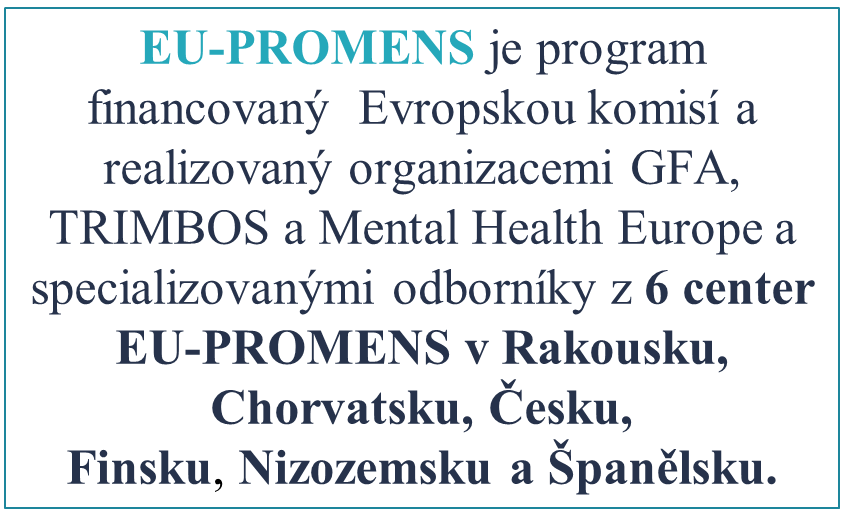 EU-PROMENS je program
financovaný Evropskou komisí a
realizovaný organizacemi GFA,
TRIMBOS a Mental Health Europe a
specializovanými odborníky z 6 center
EU-PROMENS v Rakousku,
Chorvatsku, Česku,
Finsku, Nizozemsku a Španělsku.